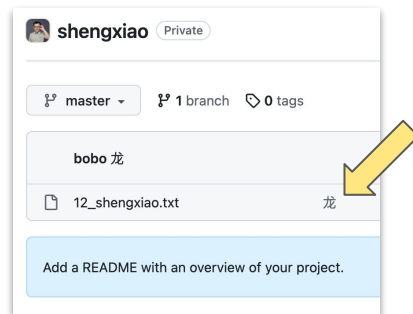 shengxiao Private
master 1 branch 0 tags
bobo 龙
12_shengxiao.txt 龙
Add a README with an overview of your project.